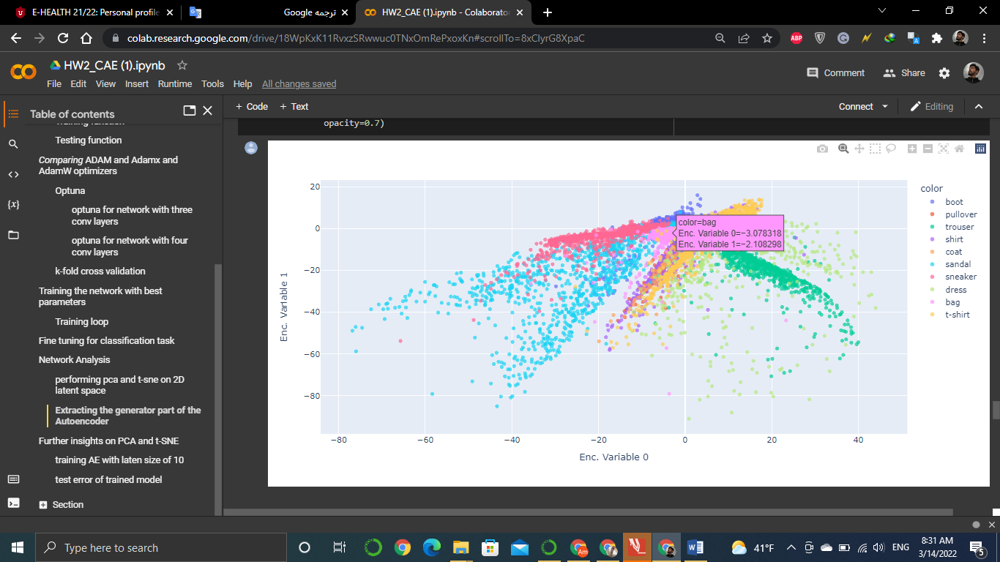 E-HEALTH 21/22: Personal profile
ترجمه Google
HW2_CAE (1).ipynb - Colaborator
colab.research.google.com/drive/18WpKxK11RvxzSRwwuc0TNxOmRePxoxKn#scrollTo=8xClyrG8XpaC
HW2_CAE (1).ipynb
File Edit View Insert Runtime Tools Help All changes saved
Comment Share
Table of contents
+ Code + Text
Connect Editing
Training function
Testing function
Comparing ADAM and Adamx and
AdamW optimizers
Optuna
optuna for network with three
conv layers
optuna for network with four
conv layers
k-fold cross validation
Training the network with best
parameters
Training loop
Fine tuning for classification task
Network Analysis
performing pca and t-sne on 2D
latent space
Extracting the generator part of the
Autoencoder
Further insights on PCA and t-SNE
training AE with laten size of 10
test error of trained model
Section
opacity=0.7)
20
0
−20
−40
−60
−80
Enc. Variable 1
−80 −60 −40 −20 0 20 40
Enc. Variable 0
color=bag
Enc. Variable 0=−3.078318
Enc. Variable 1=−2.108298
color
boot
pullover
trouser
shirt
coat
sandal
sneaker
dress
bag
t-shirt
Type here to search
41°F
ENG
8:31 AM
3/14/2022
5